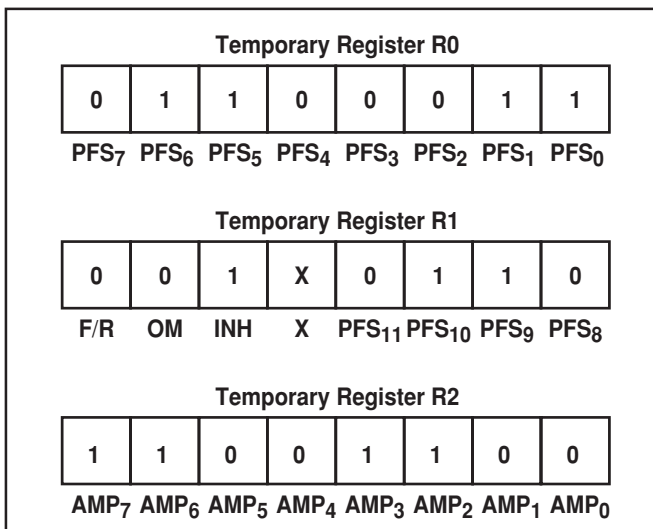 Temporary Register R0
0 1 1 0 0 0 1 1
PFS7 PFS6 PFS5 PFS4 PFS3 PFS2 PFS1 PFS0
Temporary Register R1
0 0 1 X 0 1 1 0
F/R OM INH X PFS11 PFS10 PFS9 PFS8
Temporary Register R2
1 1 0 0 1 1 0 0
AMP7 AMP6 AMP5 AMP4 AMP3 AMP2 AMP1 AMP0